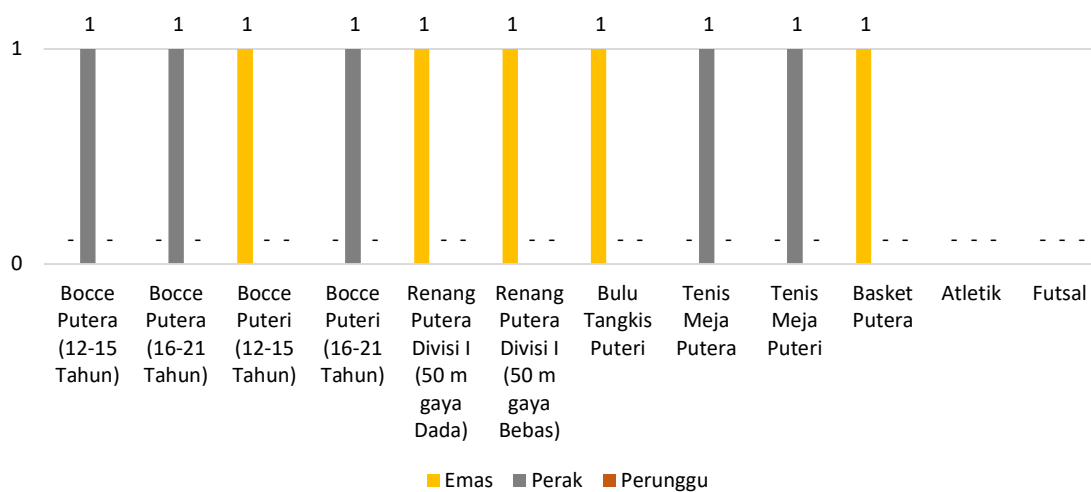 1 1 1 1 1 1 1 1 1 1
1
- - - - - - - - - - - - - - - - - - - - - - - - - -
0
Bocce Putera (12-15 Tahun)
Bocce Putera (16-21 Tahun)
Bocce Puteri (12-15 Tahun)
Bocce Puteri (16-21 Tahun)
Renang Putera Divisi I (50 m gaya Dada)
Renang Putera Divisi I (50 m gaya Bebas)
Bulu Tangkis Puteri
Tenis Meja Putera
Tenis Meja Puteri
Basket Putera
Atletik
Futsal
Emas Perak Perunggu